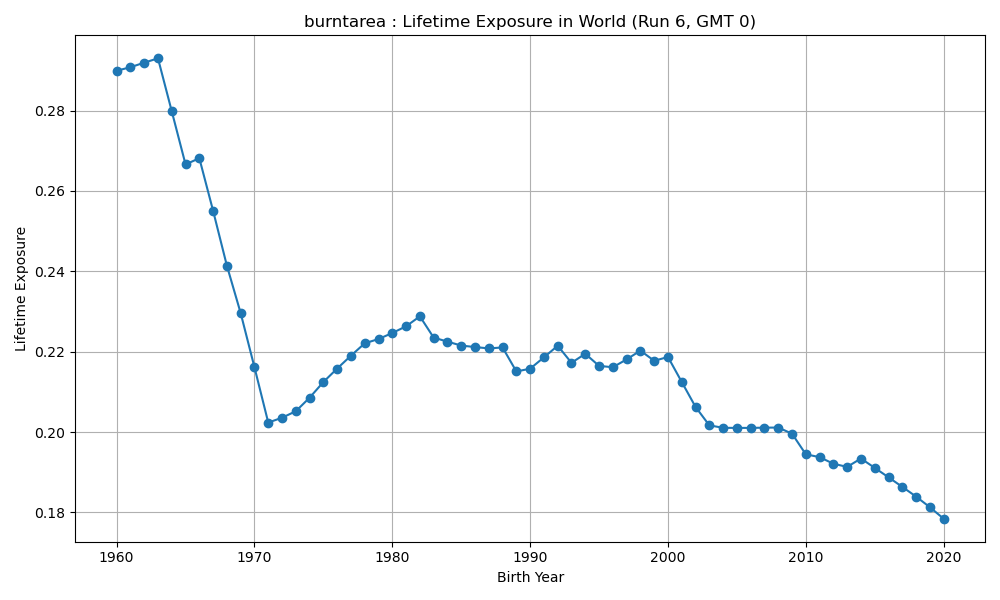 burntarea : Lifetime Exposure in World (Run 6, GMT 0)
Lifetime Exposure
0.28
0.26
0.24
0.22
0.20
0.18
1960 1970 1980 1990 2000 2010 2020
Birth Year